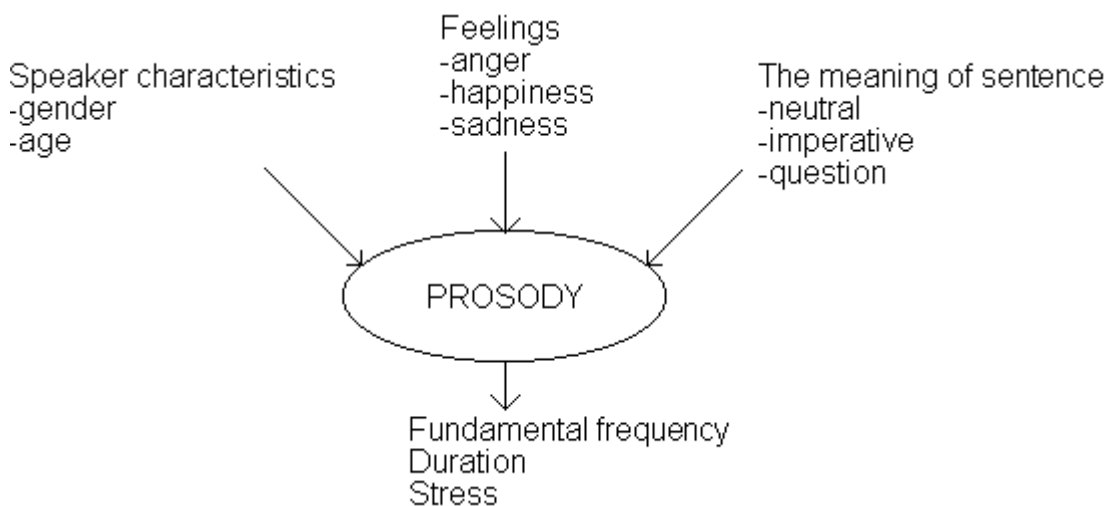 Speaker characteristics
-gender
-age
Feelings
-anger
-happiness
-sadness
The meaning of sentence
-neutral
-imperative
-question
PROSODY
Fundamental frequency
Duration
Stress